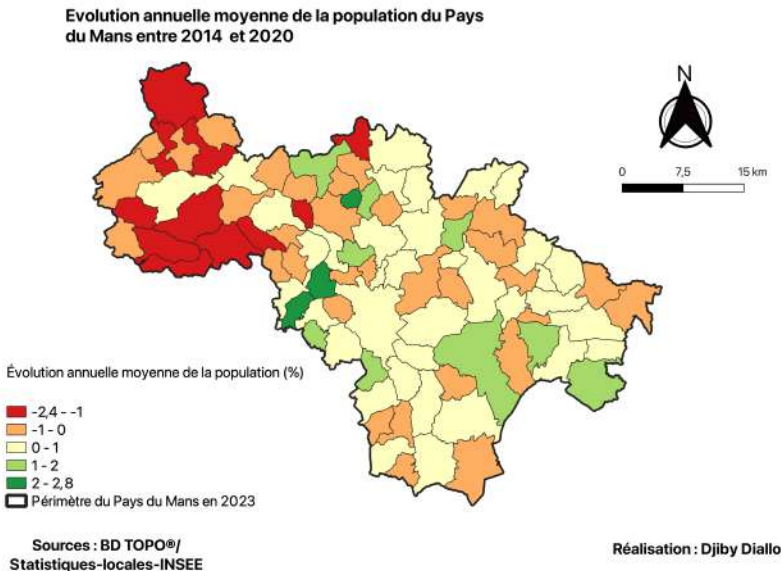 Evolution annuelle moyenne de la population du Pays
du Mans entre 2014 et 2020
N
0 7,5 15 km
Évolution annuelle moyenne de la population (%)
-2,4 - -1
-1 - 0
0 - 1
1 - 2
2 - 2,8
Périmètre du Pays du Mans en 2023
Sources : BD TOPO®/
Statistiques-locales-INSEE
Réalisation : Djiby Diallo